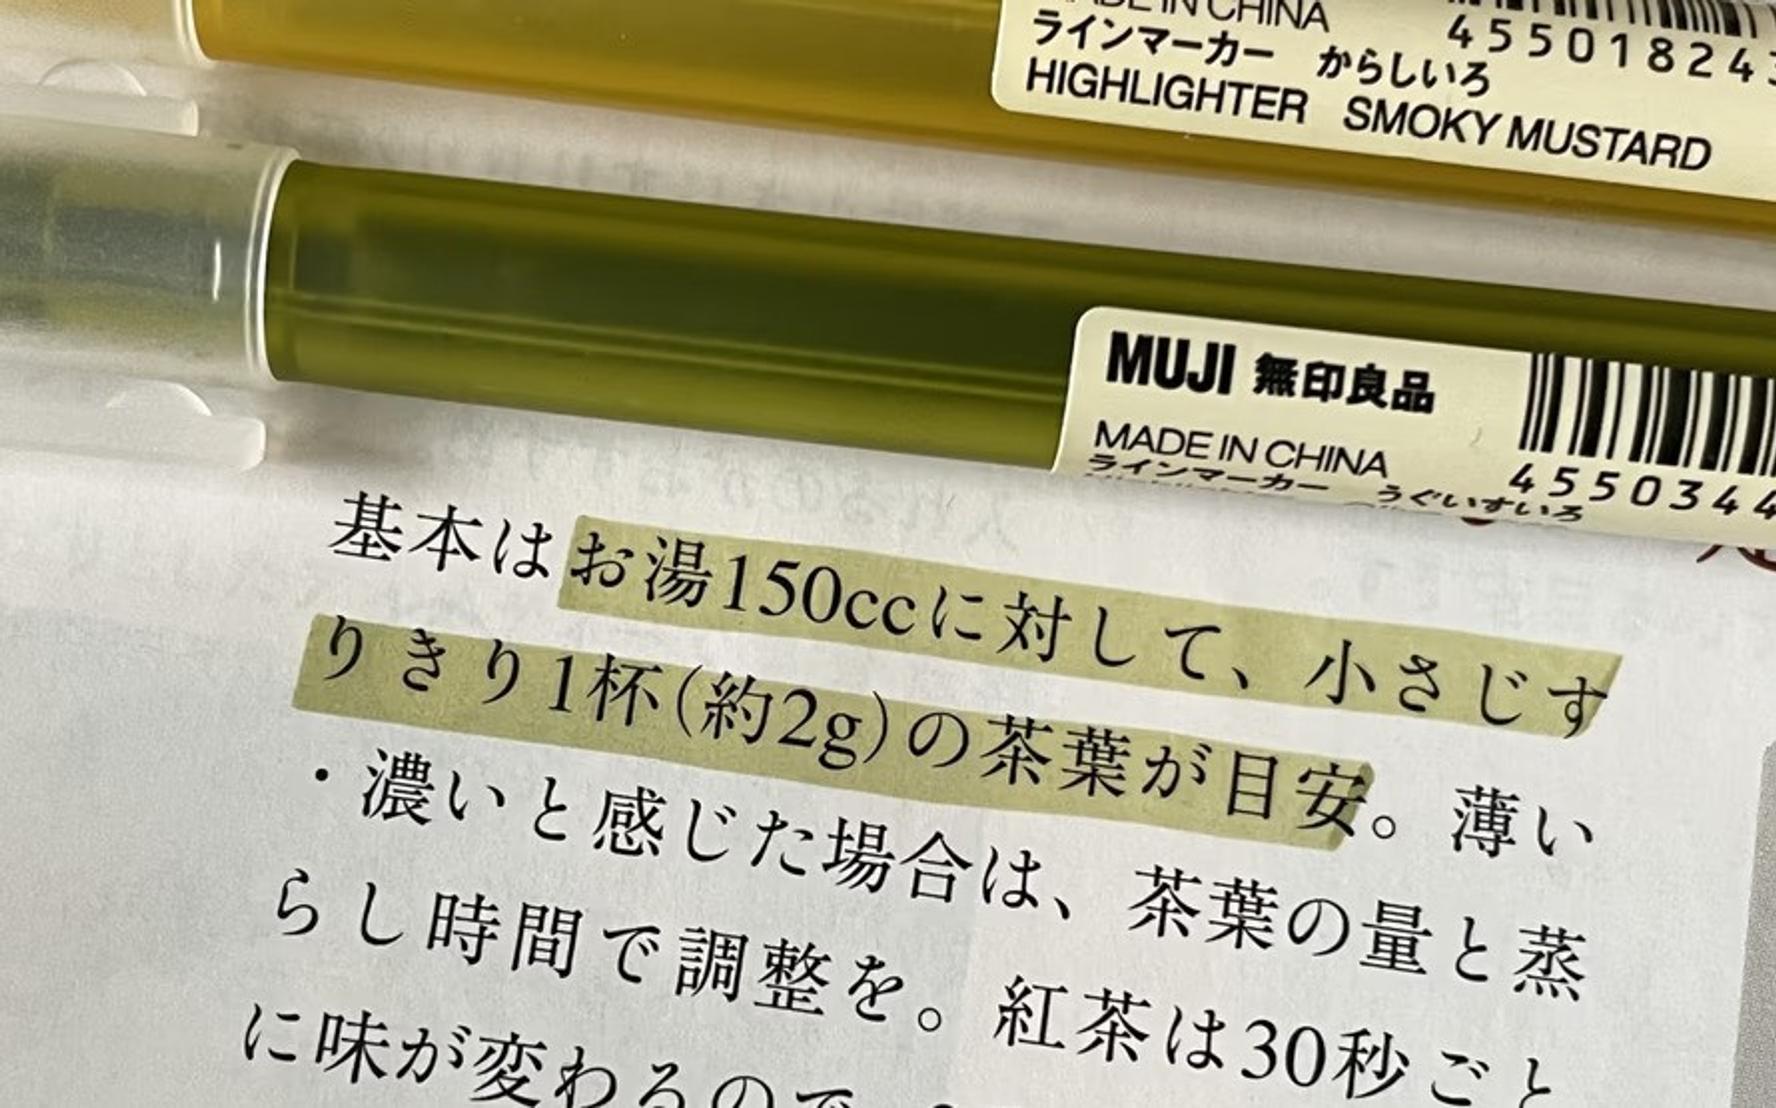 MADE IN CHINA
ラインマーカー からしいろ
HIGHLIGHTER SMOKY MUSTARD
45501824
MUJI 無印良品
MADE IN CHINA
ラインマーカー うぐいすいろ
4550344
基本はお湯150ccに対して、小さじす
りきり1杯(約2g)の茶葉が目安。薄い
・濃いと感じた場合は、茶葉の量と蒸
らし時間で調整を。紅茶は30秒ごと
に味が変わるので